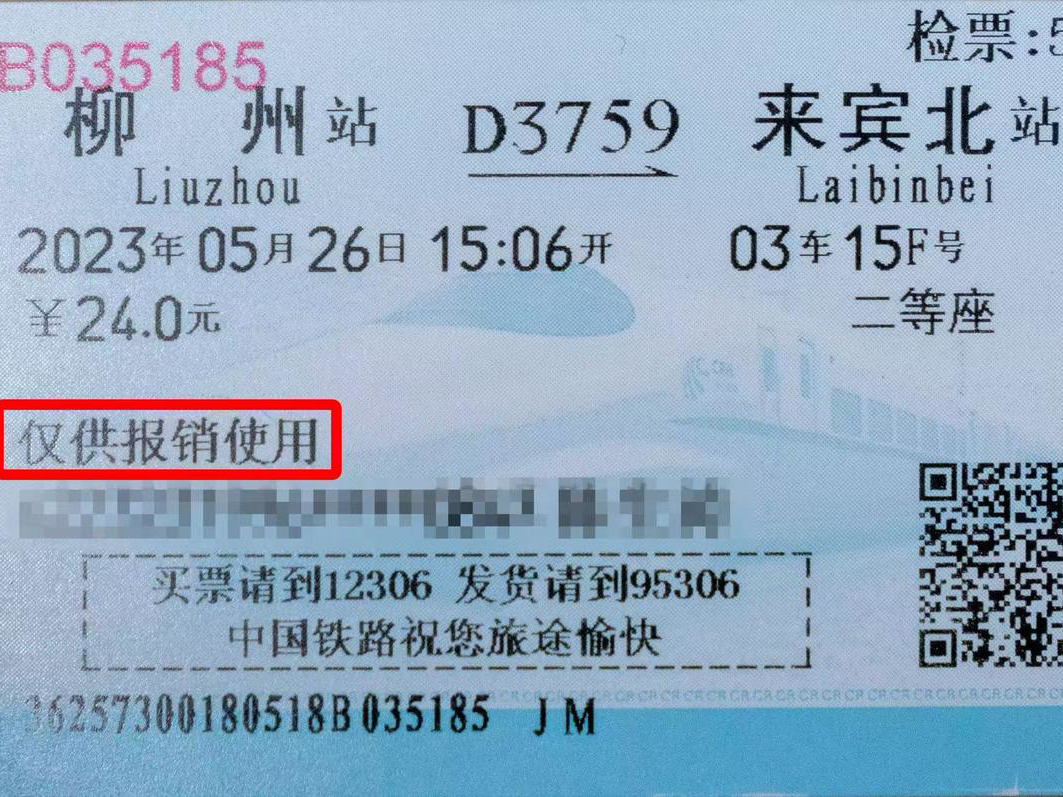 检票:5
B035185
柳州站 D3759 来宾北站
Liuzhou Laibinbei
2023年05月26日 15:06开 03车15F号
¥24.0元 二等座
仅供报销使用
买票请到12306 发货请到95306
中国铁路祝您旅途愉快
36257300180518B035185 JM